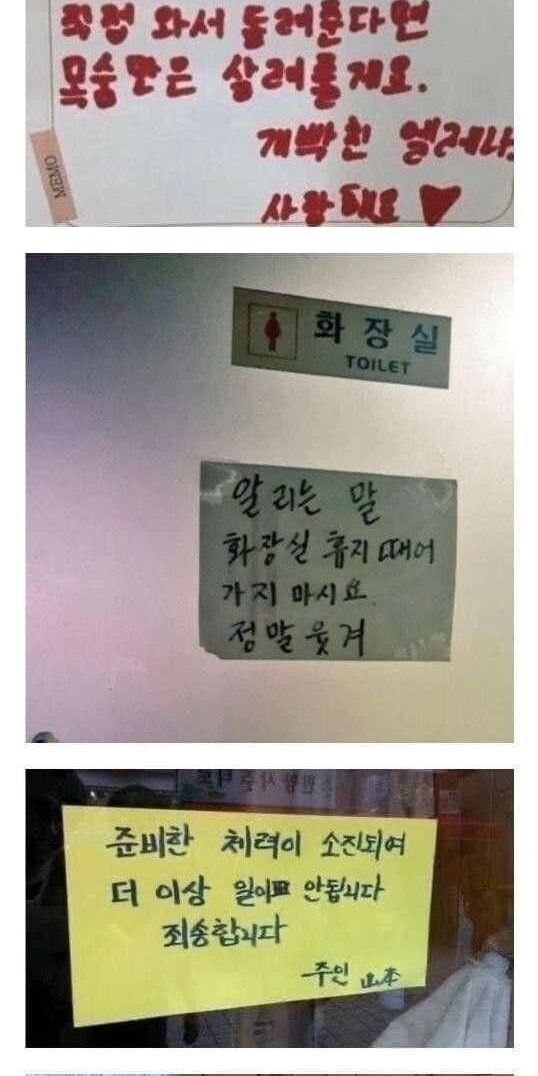 직접 와서 돌려준다면
목숨만은 살려줄게요.
개빡친 엘레나.
사랑해요 ♥
MEMO
화장실
TOILET
알리는 말
화장실 휴지 떼어
가지 마시요
정말 웃겨
준비한 체력이 소진되여
더 이상 일이 안됩니다
죄송합니다
주인 山本